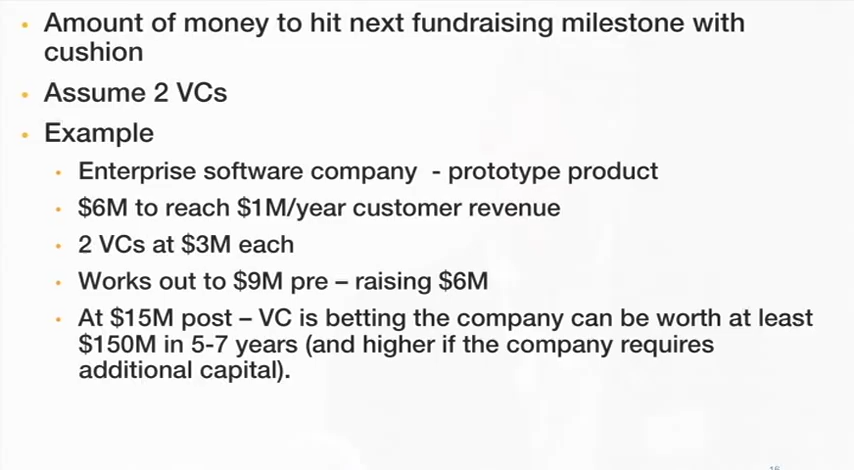 • Amount of money to hit next fundraising milestone with
cushion
• Assume 2 VCs
• Example
• Enterprise software company - prototype product
• $6M to reach $1M/year customer revenue
• 2 VCs at $3M each
• Works out to $9M pre – raising $6M
• At $15M post – VC is betting the company can be worth at least
$150M in 5-7 years (and higher if the company requires
additional capital).